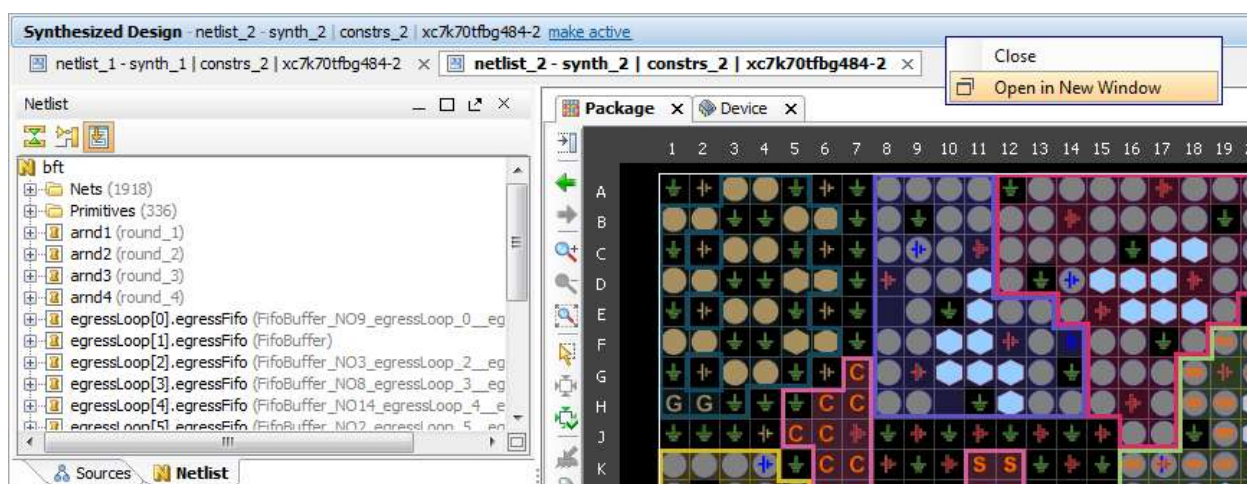 Synthesized Design - netlist_2 - synth_2 | constrs_2 | xc7k70tfbg484-2 make active
netlist_1 - synth_1 | constrs_2 | xc7k70tfbg484-2
netlist_2 - synth_2 | constrs_2 | xc7k70tfbg484-2
Close
Open in New Window
Netlist
bft
Nets (1918)
Primitives (336)
arnd1 (round_1)
arnd2 (round_2)
arnd3 (round_3)
arnd4 (round_4)
egressLoop[0].egressFifo (FifoBuffer_NO9_egressLoop_0__eg
egressLoop[1].egressFifo (FifoBuffer)
egressLoop[2].egressFifo (FifoBuffer_NO3_egressLoop_2__eg
egressLoop[3].egressFifo (FifoBuffer_NO8_egressLoop_3__eg
egressLoop[4].egressFifo (FifoBuffer_NO14_egressLoop_4__e
egressLoop[5].egressFifo (FifoBuffer_NO2_egressLoop_5__eg
Sources Netlist
Package Device
1 2 3 4 5 6 7 8 9 10 11 12 13 14 15 16 17 18 19
A
B
C
D
E
F
G C
H G G C C
J C C
K C C S S